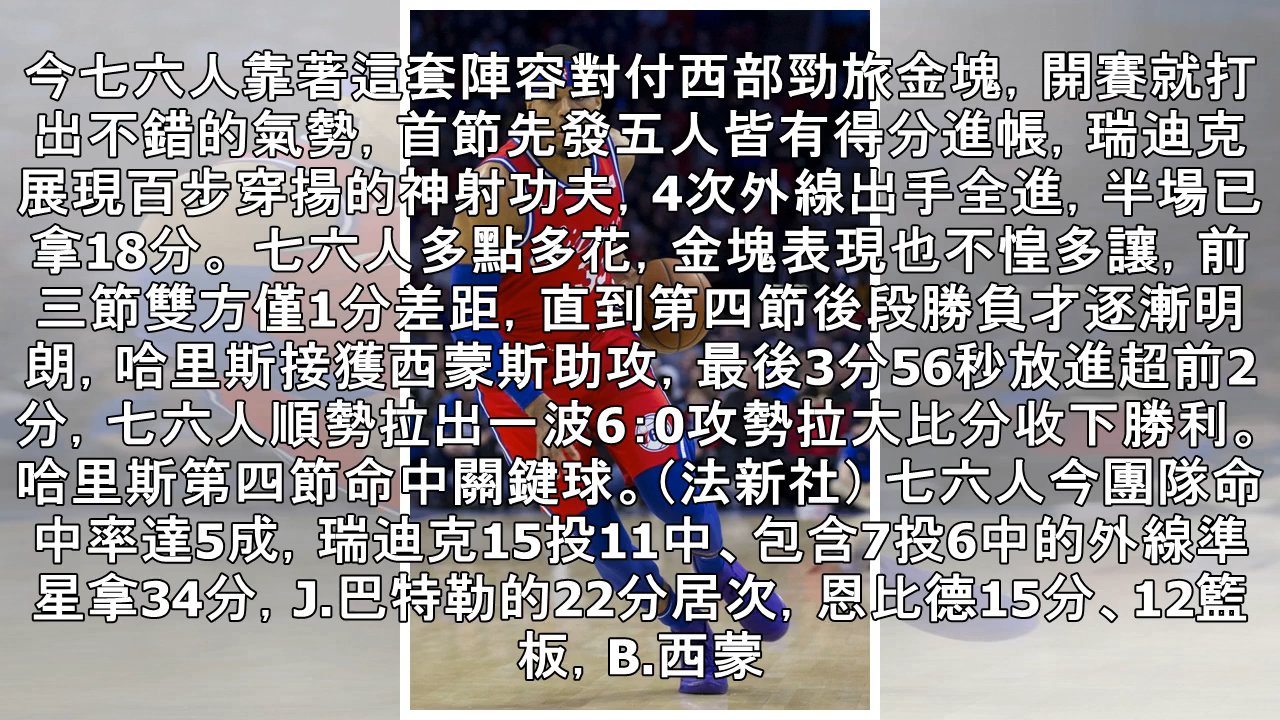 今七六人靠著這套陣容對付西部勁旅金塊, 開賽就打
出不錯的氣勢, 首節先發五人皆有得分進帳, 瑞迪克
展現百步穿揚的神射功夫, 4次外線出手全進, 半場已
拿18分。七六人多點多花, 金塊表現也不惶多讓, 前
三節雙方僅1分差距, 直到第四節後段勝負才逐漸明
朗, 哈里斯接獲西蒙斯助攻, 最後3分56秒放進超前2
分, 七六人順勢拉出一波6:0攻勢拉大比分收下勝利。
哈里斯第四節命中關鍵球。(法新社) 七六人今團隊命
中率達5成, 瑞迪克15投11中、包含7投6中的外線準
星拿34分, J.巴特勒的22分居次, 恩比德15分、12籃
板, B.西蒙